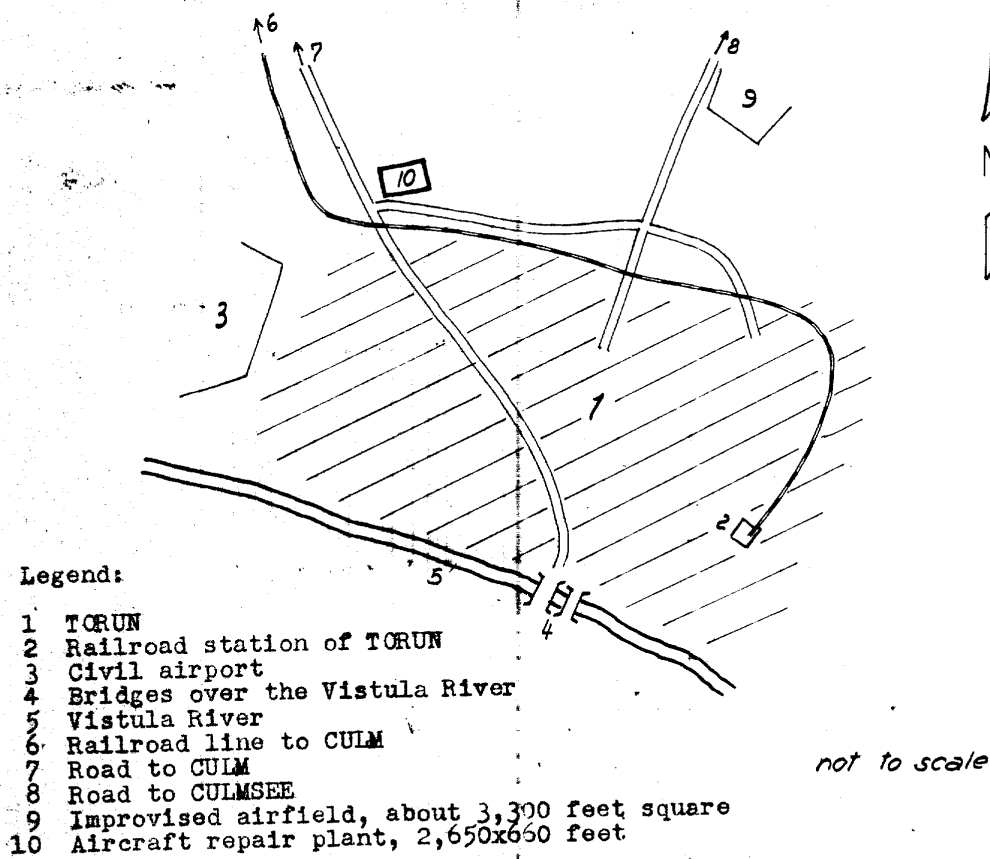 6
7
8
9
10
3
1
2
5
4
Legend:
1 TORUN
2 Railroad station of TORUN
3 Civil airport
4 Bridges over the Vistula River
5 Vistula River
6 Railroad line to CULM
7 Road to CULM
8 Road to CULMSEE
9 Improvised airfield, about 3,300 feet square
10 Aircraft repair plant, 2,650x660 feet
not to scale